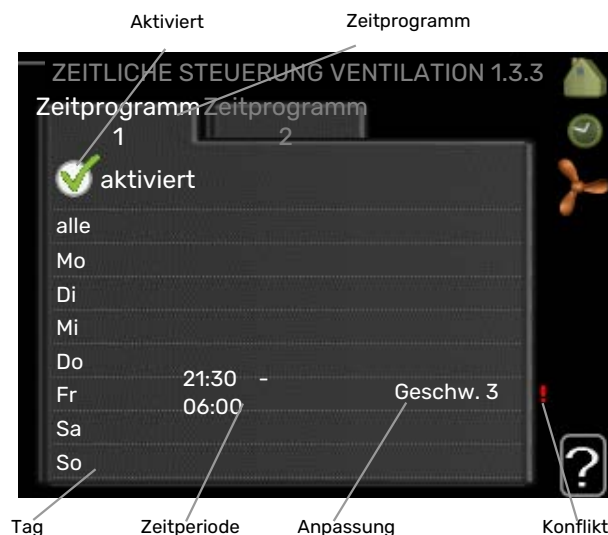 Aktiviert Zeitprogramm
ZEITLICHE STEUERUNG VENTILATION 1.3.3
Zeitprogramm Zeitprogramm
1 2
aktiviert
alle
Mo
Di
Mi
Do
21:30 -
Fr Geschw. 3 !
06:00
Sa
So
?
Tag Zeitperiode Anpassung Konflikt